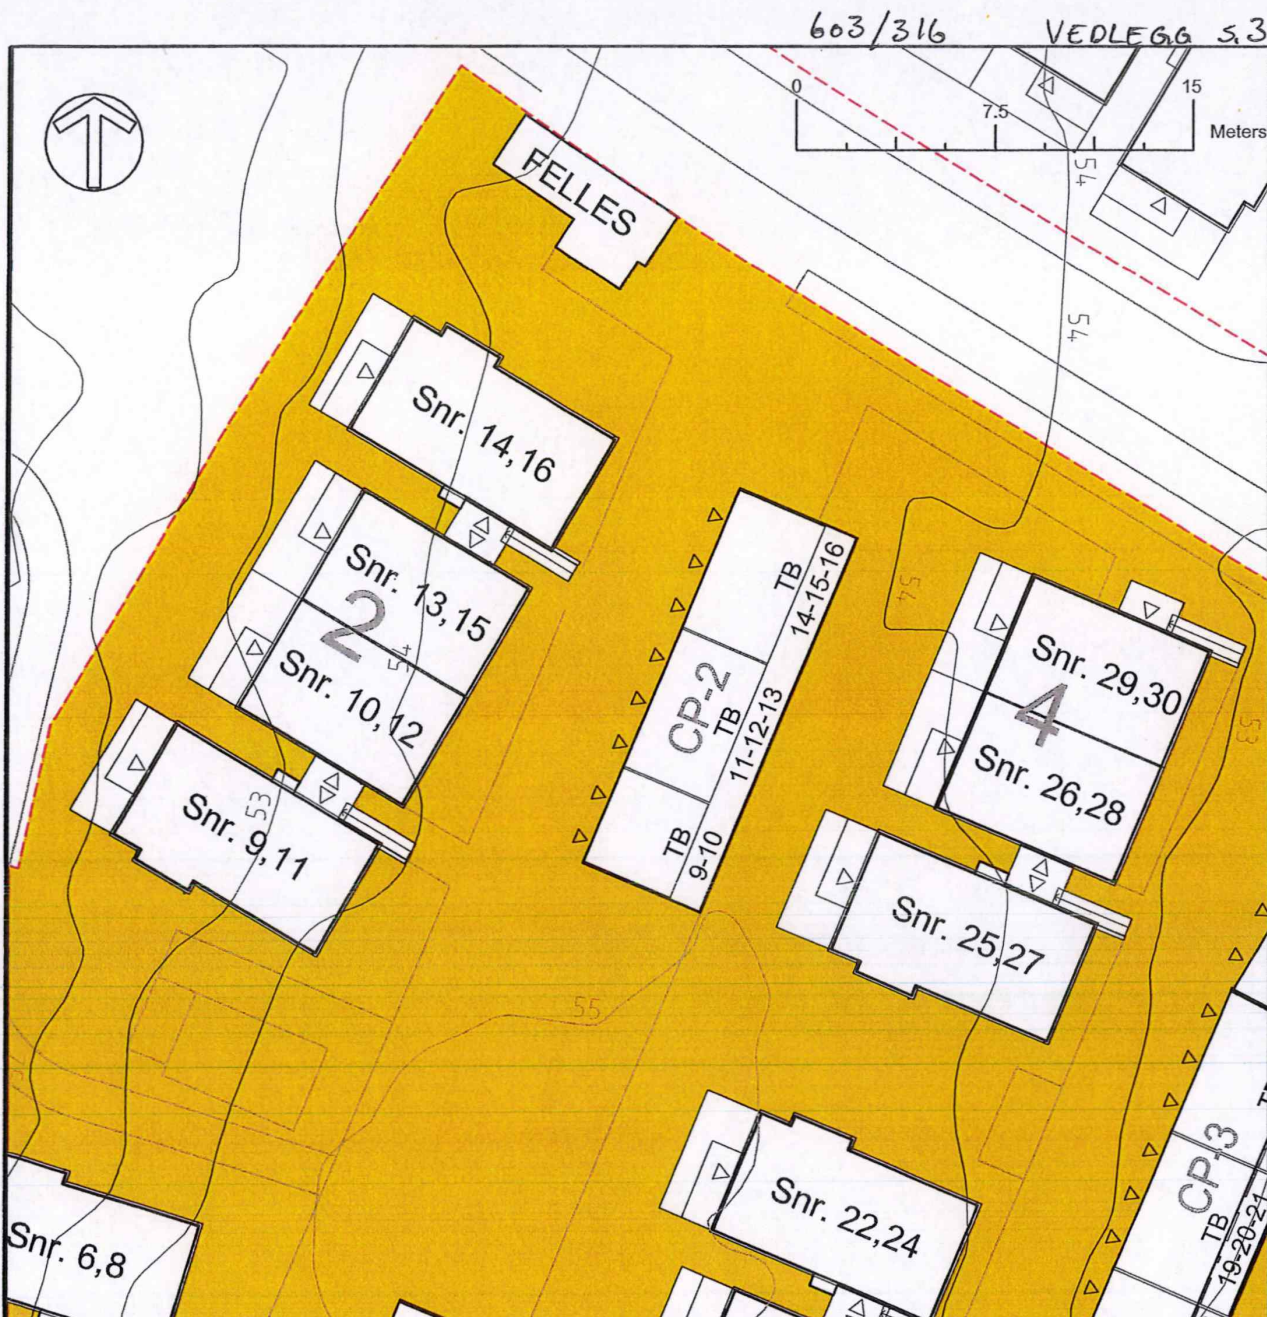 603/316 VEDLEGG s.3
0 7.5 15
Meters
54
FELLES
54
Snr. 14,16
Snr. 13,15
2
54
Snr. 10,12
TB
14-15-16
CP-2
TB
11-12-13
TB
9-10
54
Snr. 29,30
4
Snr. 26,28
53
53
Snr. 9,11
Snr. 25,27
55
Snr. 22,24
CP-3
TB
19-20-21
Snr. 6,8